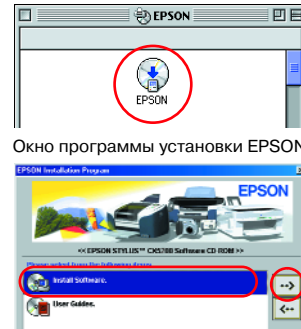 EPSON
EPSON
Окно программы установки EPSON
EPSON Installation Program
EPSON
<< EPSON STYLUS™ CX5700 Software CD ROM >>
Please select from the following items
Install Software.
-->
User Guides.
<--